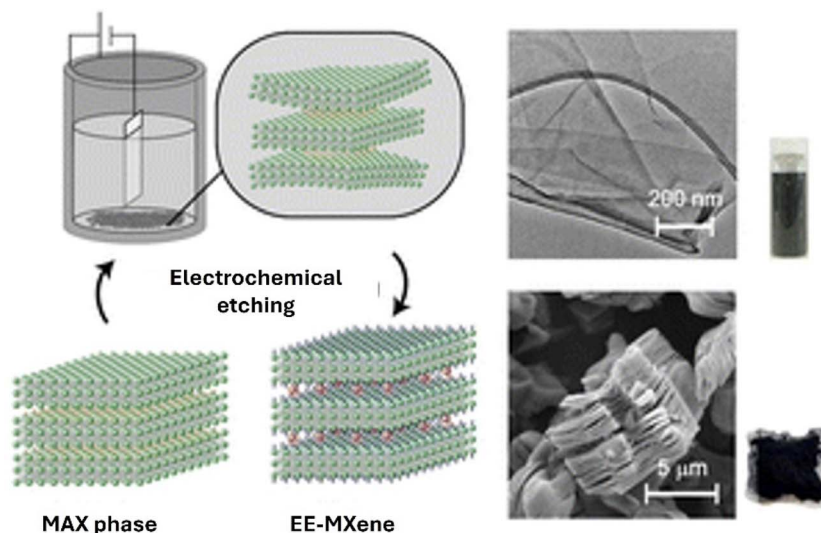 Electrochemical
etching
MAX phase
EE-MXene
200 nm
5 μm